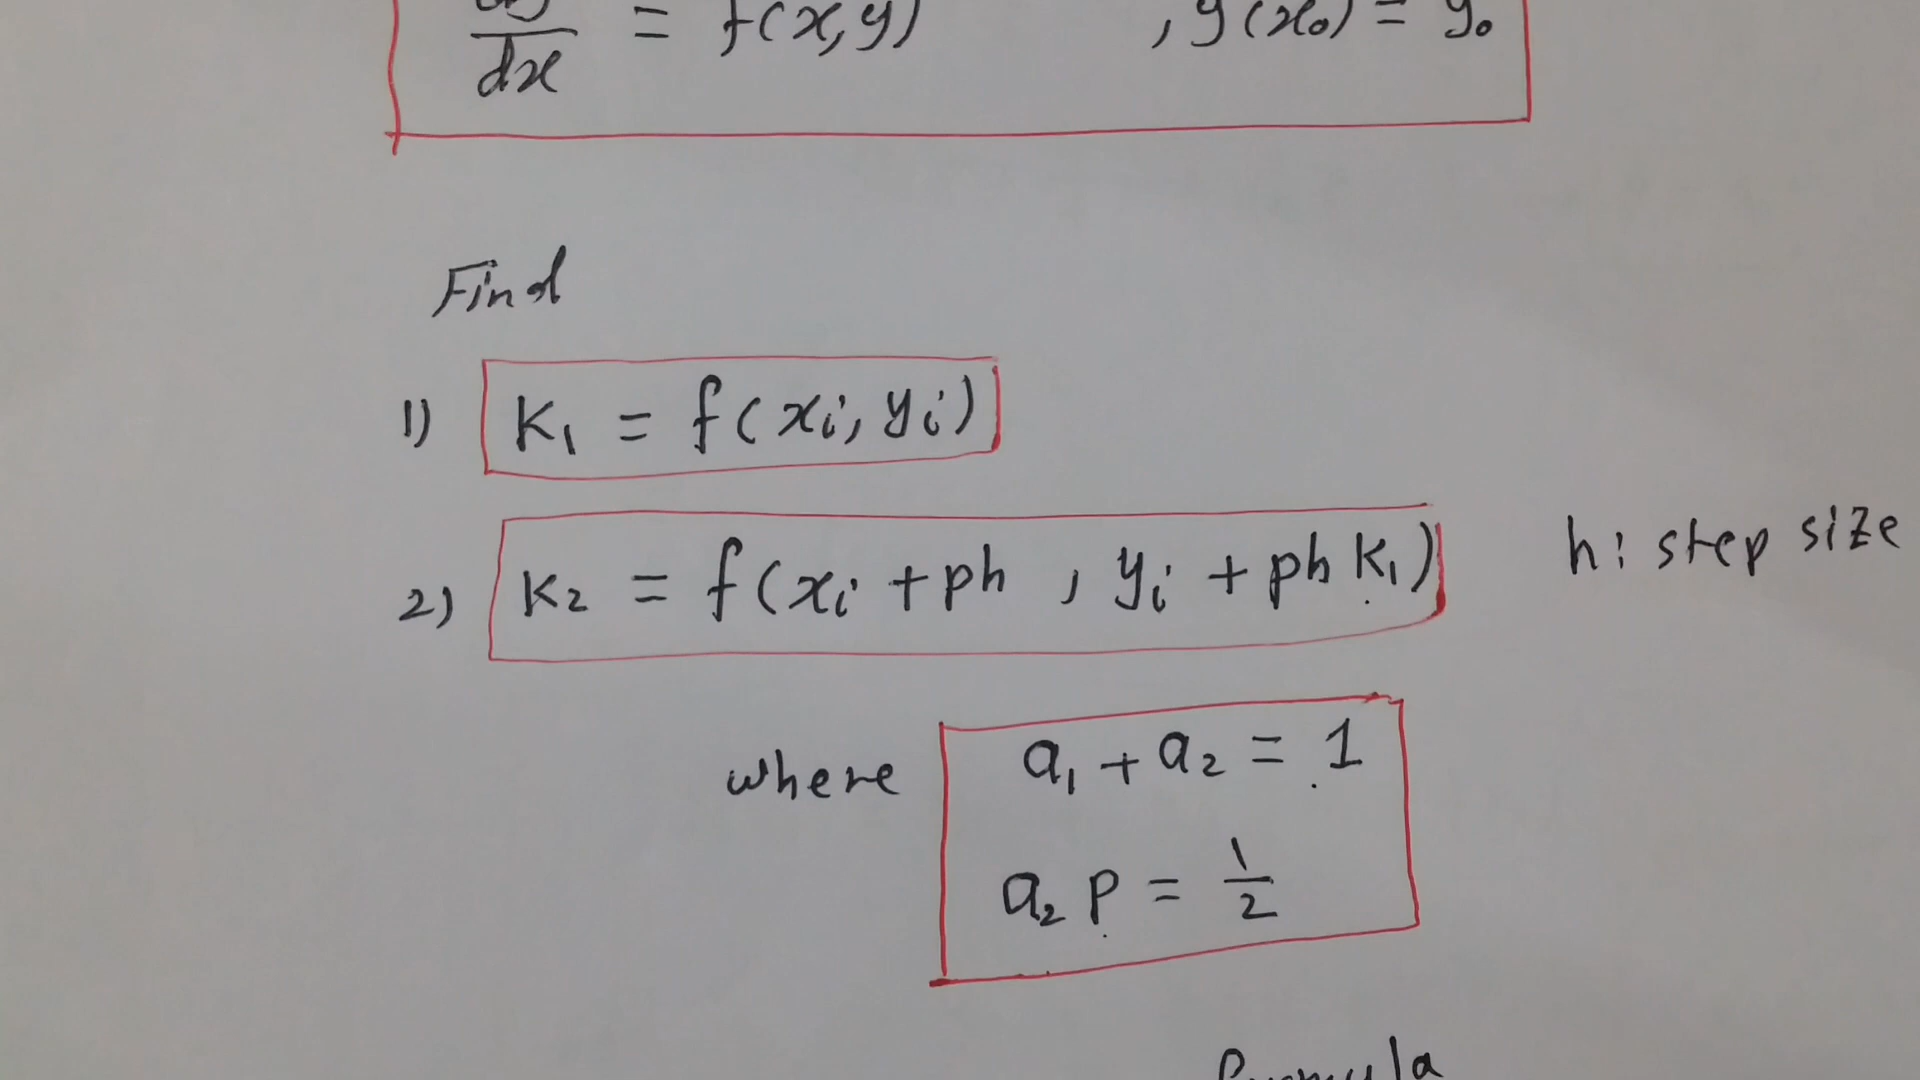 dy/dx = f(x,y) , y(x₀) = y₀
Find
1) K₁ = f(xi, yi)
2) K₂ = f(xi + ph , yi + ph K₁)
h: step size
where a₁ + a₂ = 1
a₂ p = 1/2
Formula